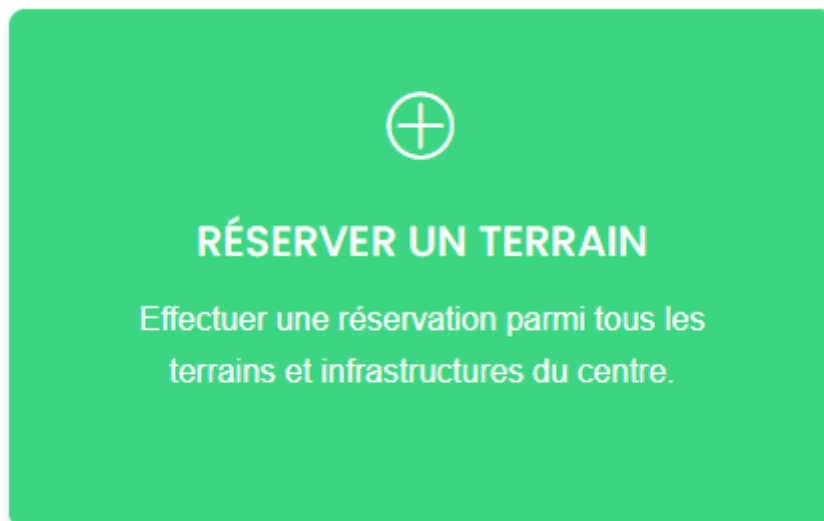 RÉSERVER UN TERRAIN
Effectuer une réservation parmi tous les
terrains et infrastructures du centre.